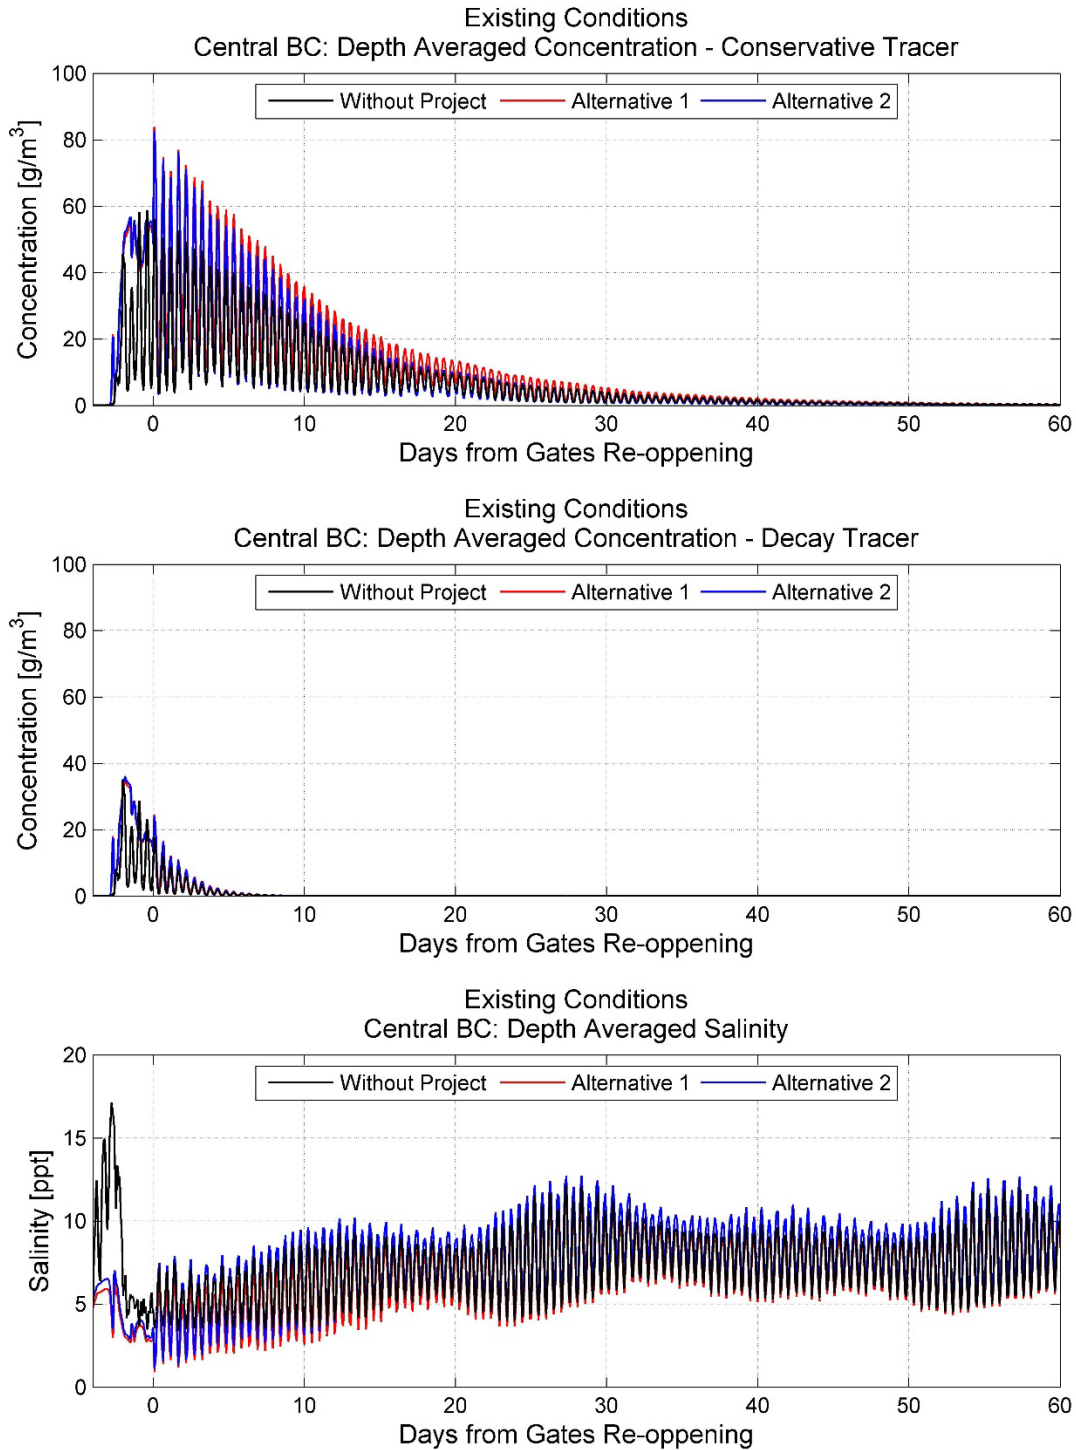 Existing Conditions
Central BC: Depth Averaged Concentration - Conservative Tracer
100
80
60
40
20
0
Concentration [g/m³]
Without Project Alternative 1 Alternative 2
0 10 20 30 40 50 60
Days from Gates Re-oppening
Existing Conditions
Central BC: Depth Averaged Concentration - Decay Tracer
100
80
60
40
20
0
Concentration [g/m³]
Without Project Alternative 1 Alternative 2
0 10 20 30 40 50 60
Days from Gates Re-oppening
Existing Conditions
Central BC: Depth Averaged Salinity
20
15
10
5
0
Salinity [ppt]
Without Project Alternative 1 Alternative 2
0 10 20 30 40 50 60
Days from Gates Re-oppening